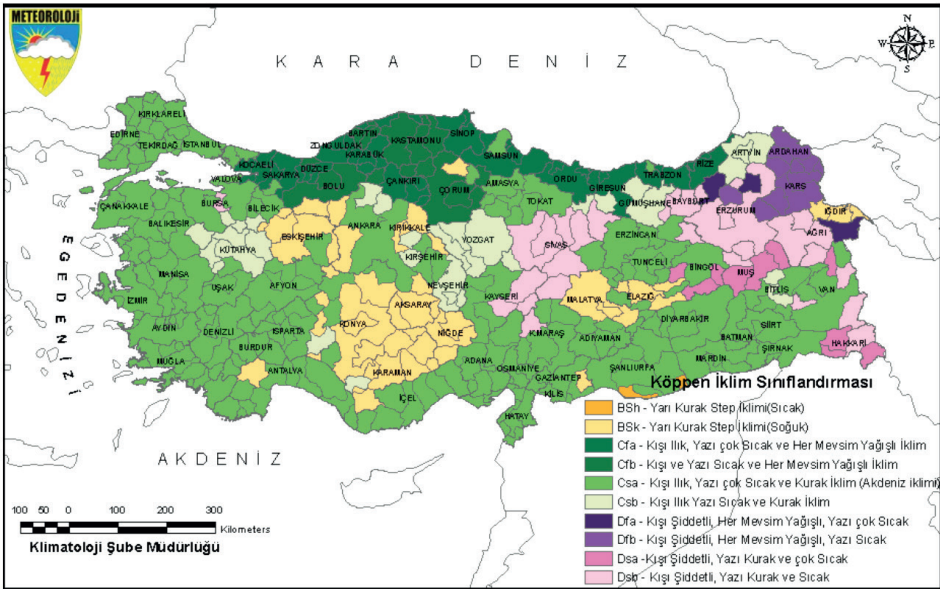 METEOROLOJİ
KARA DENİZ
N
W E
S
KIRKLARELİ
EDİRNE
TEKİRDAĞ İSTANBUL
KOCAELİ
YALOVA
SAKARYA
DÜZCE
BOLU
ZONGULDAK
BARTIN
KARABÜK
KASTAMONU
SİNOP
ÇANKIRI
ÇORUM
SAMSUN
AMASYA
TOKAT
ORDU
GİRESUN
TRABZON
RİZE
ARTVİN
ARDAHAN
KARS
GÜMÜŞHANE
BAYBURT
ERZURUM
IĞDIR
AĞRI
ÇANAKKALE
BALIKESİR
BURSA
BİLECİK
ESKİŞEHİR
ANKARA
KIRIKKALE
KIRŞEHİR
YOZGAT
SİVAS
ERZİNCAN
TUNCELİ
BİNGÖL
MUŞ
BİTLİS
VAN
KÜTAHYA
MANİSA
UŞAK
AFYON
NEVŞEHİR
KAYSERİ
MALATYA
ELAZIĞ
DİYARBAKIR
EGE DENİZİ
İZMİR
AYDIN
DENİZLİ
ISPARTA
BURDUR
KONYA
AKSARAY
NİĞDE
K.MARAŞ
ADIYAMAN
BATMAN
SİİRT
ŞIRNAK
HAKKARİ
MARDİN
MUĞLA
ANTALYA
KARAMAN
İÇEL
ADANA
OSMANİYE
GAZİANTEP
KİLİS
ŞANLIURFA
HATAY
AKDENİZ
Köppen İklim Sınıflandırması
BSh - Yarı Kurak Step İklimi(Sıcak)
BSk - Yarı Kurak Step İklimi(Soğuk)
Cfa - Kışı Ilık, Yazı çok Sıcak ve Her Mevsim Yağışlı İklim
Cfb - Kışı ve Yazı Sıcak ve Her Mevsim Yağışlı İklim
Csa - Kışı Ilık, Yazı çok Sıcak ve Kurak İklim (Akdeniz iklimi)
Csb - Kışı Ilık Yazı Sıcak ve Kurak İklim
Dfa - Kışı Şiddetli, Her Mevsim Yağışlı, Yazı çok Sıcak
Dfb - Kışı Şiddetli, Her Mevsim Yağışlı, Yazı Sıcak
Dsa -Kışı Şiddetli, Yazı Kurak ve çok Sıcak
Dsb - Kışı Şiddetli, Yazı Kurak ve Sıcak
100 50 0 100 200 300
Kilometers
Klimatoloji Şube Müdürlüğü